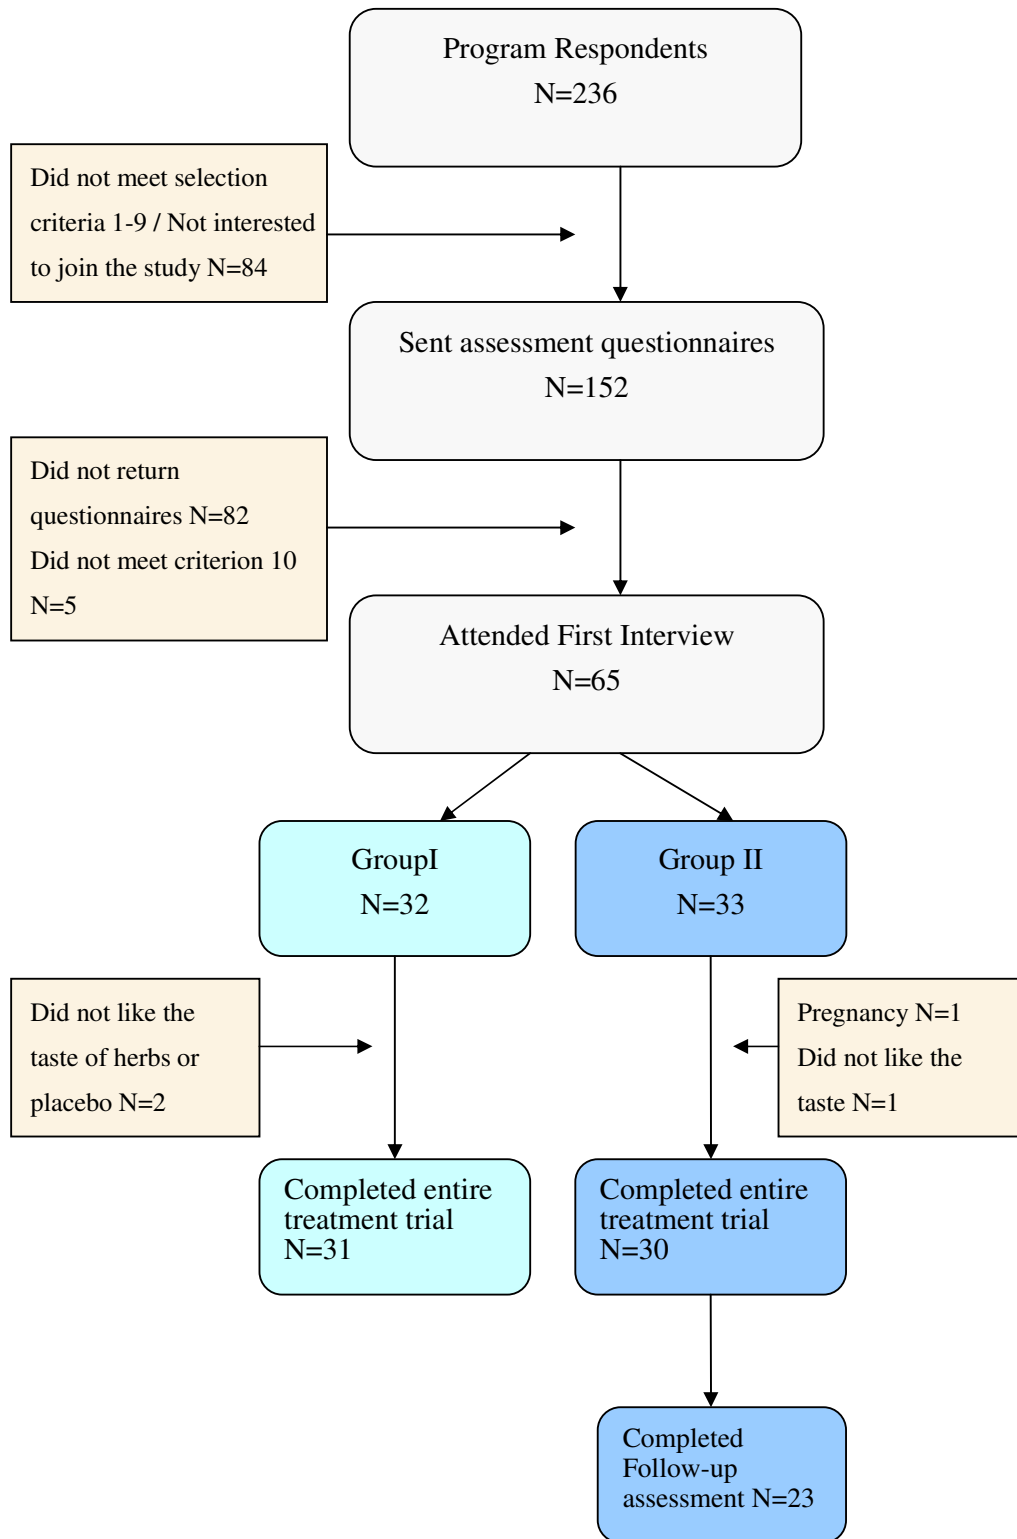 Program Respondents
N=236
Did not meet selection
criteria 1-9 / Not interested
to join the study N=84
Sent assessment questionnaires
N=152
Did not return
questionnaires N=82
Did not meet criterion 10
N=5
Attended First Interview
N=65
GroupI
N=32
Group II
N=33
Did not like the
taste of herbs or
placebo N=2
Pregnancy N=1
Did not like the
taste N=1
Completed entire
treatment trial
N=31
Completed entire
treatment trial
N=30
Completed
Follow-up
assessment N=23